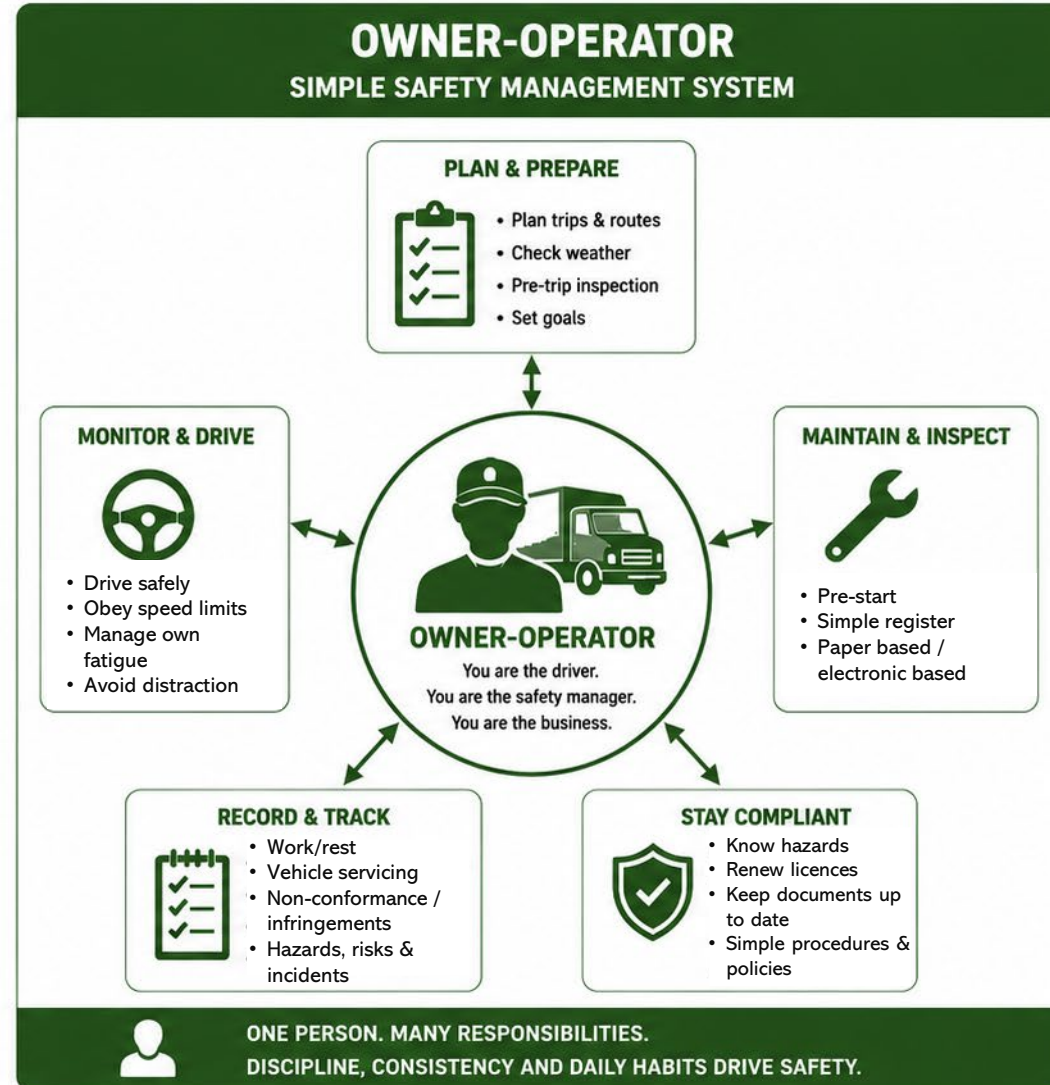 OWNER-OPERATOR
SIMPLE SAFETY MANAGEMENT SYSTEM
PLAN & PREPARE
• Plan trips & routes
• Check weather
• Pre-trip inspection
• Set goals
MONITOR & DRIVE
• Drive safely
• Obey speed limits
• Manage own
fatigue
• Avoid distraction
MAINTAIN & INSPECT
• Pre-start
• Simple register
• Paper based /
electronic based
OWNER-OPERATOR
You are the driver.
You are the safety manager.
You are the business.
RECORD & TRACK
• Work/rest
• Vehicle servicing
• Non-conformance /
infringements
• Hazards, risks &
incidents
STAY COMPLIANT
• Know hazards
• Renew licences
• Keep documents up
to date
• Simple procedures &
policies
ONE PERSON. MANY RESPONSIBILITIES.
DISCIPLINE, CONSISTENCY AND DAILY HABITS DRIVE SAFETY.